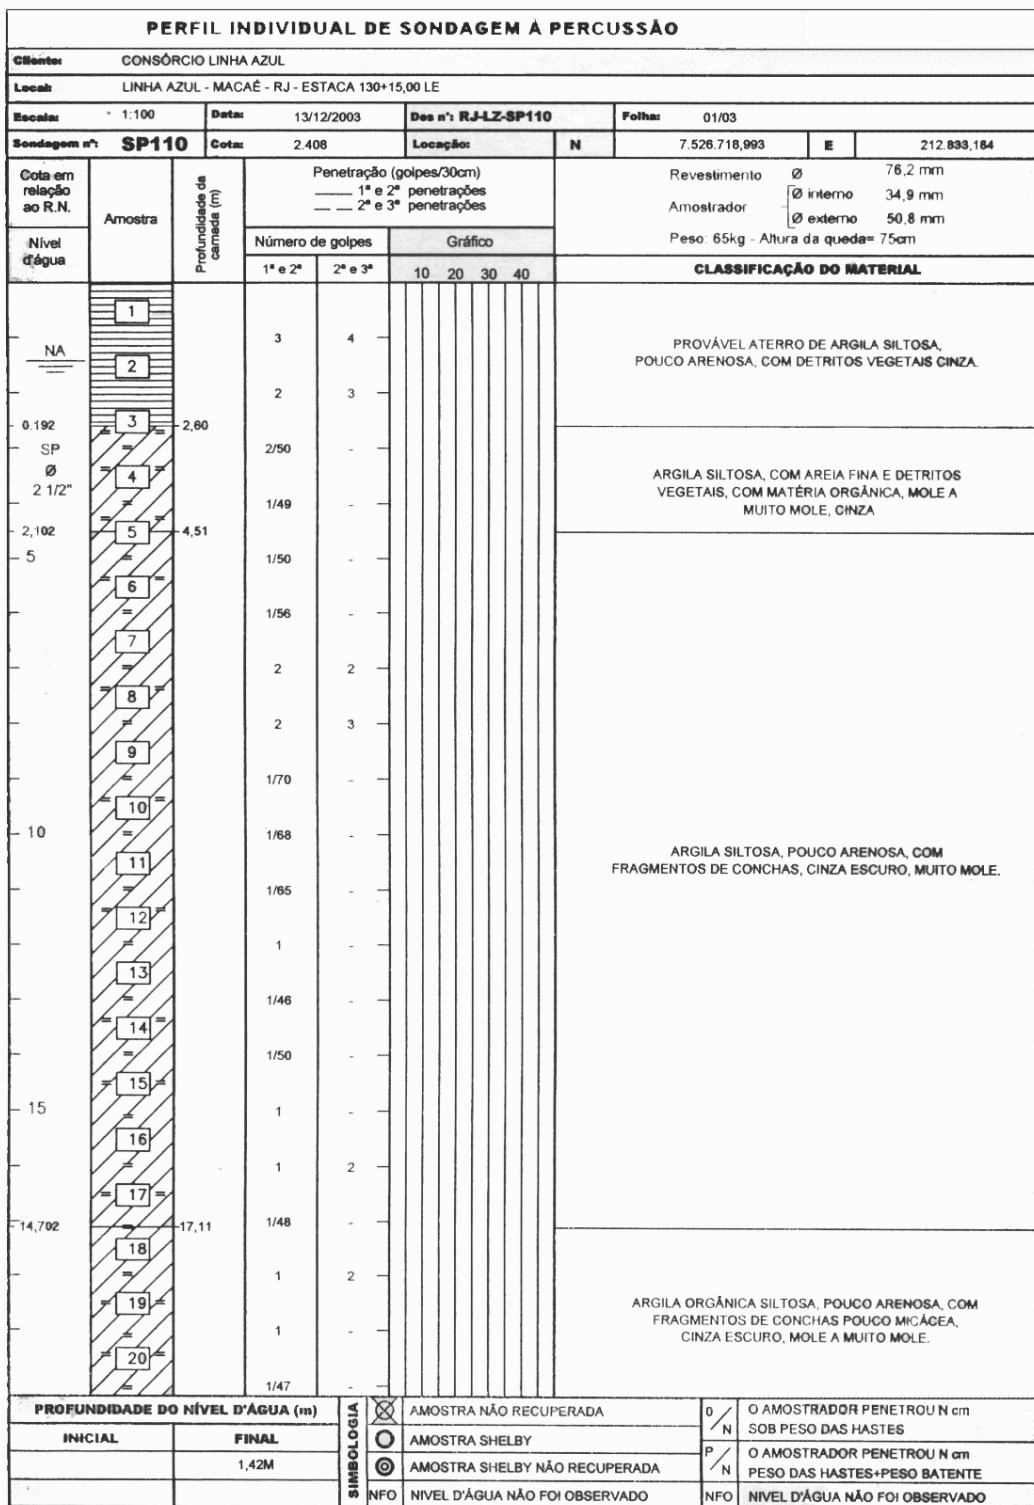 PERFIL INDIVIDUAL DE SONDAGEM A PERCUSSÃO
Cliente: CONSÓRCIO LINHA AZUL
Local: LINHA AZUL - MACAÉ - RJ - ESTACA 130+15,00 LE
Escala: 1:100 Data: 13/12/2003 Des n°: RJ-LZ-SP110 Folha: 01/03
Sondagem n°: SP110 Cota: 2.408 Locação: N 7.526.718,993 E 212.833,184
Cota em relação ao R.N.
Nível d'água
Amostra
Profundidade da camada (m)
Penetração (golpes/30cm)
1ª e 2ª penetrações
2ª e 3ª penetrações
Número de golpes Gráfico
1ª e 2ª 2ª e 3ª 10 20 30 40
Revestimento Ø 76,2 mm
Amostrador Ø interno 34,9 mm
Ø externo 50,8 mm
Peso: 65kg - Altura da queda= 75cm
CLASSIFICAÇÃO DO MATERIAL
1
3 4
NA
2
2 3
PROVÁVEL ATERRO DE ARGILA SILTOSA,
POUCO ARENOSA, COM DETRITOS VEGETAIS CINZA.
0.192 3 2,60
SP
Ø
2 1/2"
2/50 -
4
1/49 -
ARGILA SILTOSA, COM AREIA FINA E DETRITOS
VEGETAIS, COM MATÉRIA ORGÂNICA, MOLE A
MUITO MOLE, CINZA
2,102 5 4,51
5 1/50 -
6
1/56 -
7
2 2
8
2 3
9
1/70 -
10
10 1/68 -
11
1/65 -
12
1 -
13
1/46 -
14
1/50 -
15
15 1 -
16
1 2
17
ARGILA SILTOSA, POUCO ARENOSA, COM
FRAGMENTOS DE CONCHAS, CINZA ESCURO, MUITO MOLE.
14,702 17,11 1/48 -
18
1 2
19
1 -
20
1/47 -
ARGILA ORGÂNICA SILTOSA, POUCO ARENOSA, COM
FRAGMENTOS DE CONCHAS POUCO MICÁCEA,
CINZA ESCURO, MOLE A MUITO MOLE.
PROFUNDIDADE DO NÍVEL D'ÁGUA (m)
INICIAL FINAL
1,42M
SIMBOLOGIA
AMOSTRA NÃO RECUPERADA
AMOSTRA SHELBY
AMOSTRA SHELBY NÃO RECUPERADA
NFO NIVEL D'ÁGUA NÃO FOI OBSERVADO
0/N O AMOSTRADOR PENETROU N cm
SOB PESO DAS HASTES
P/N O AMOSTRADOR PENETROU N cm
PESO DAS HASTES+PESO BATENTE
NFO NIVEL D'ÁGUA NÃO FOI OBSERVADO